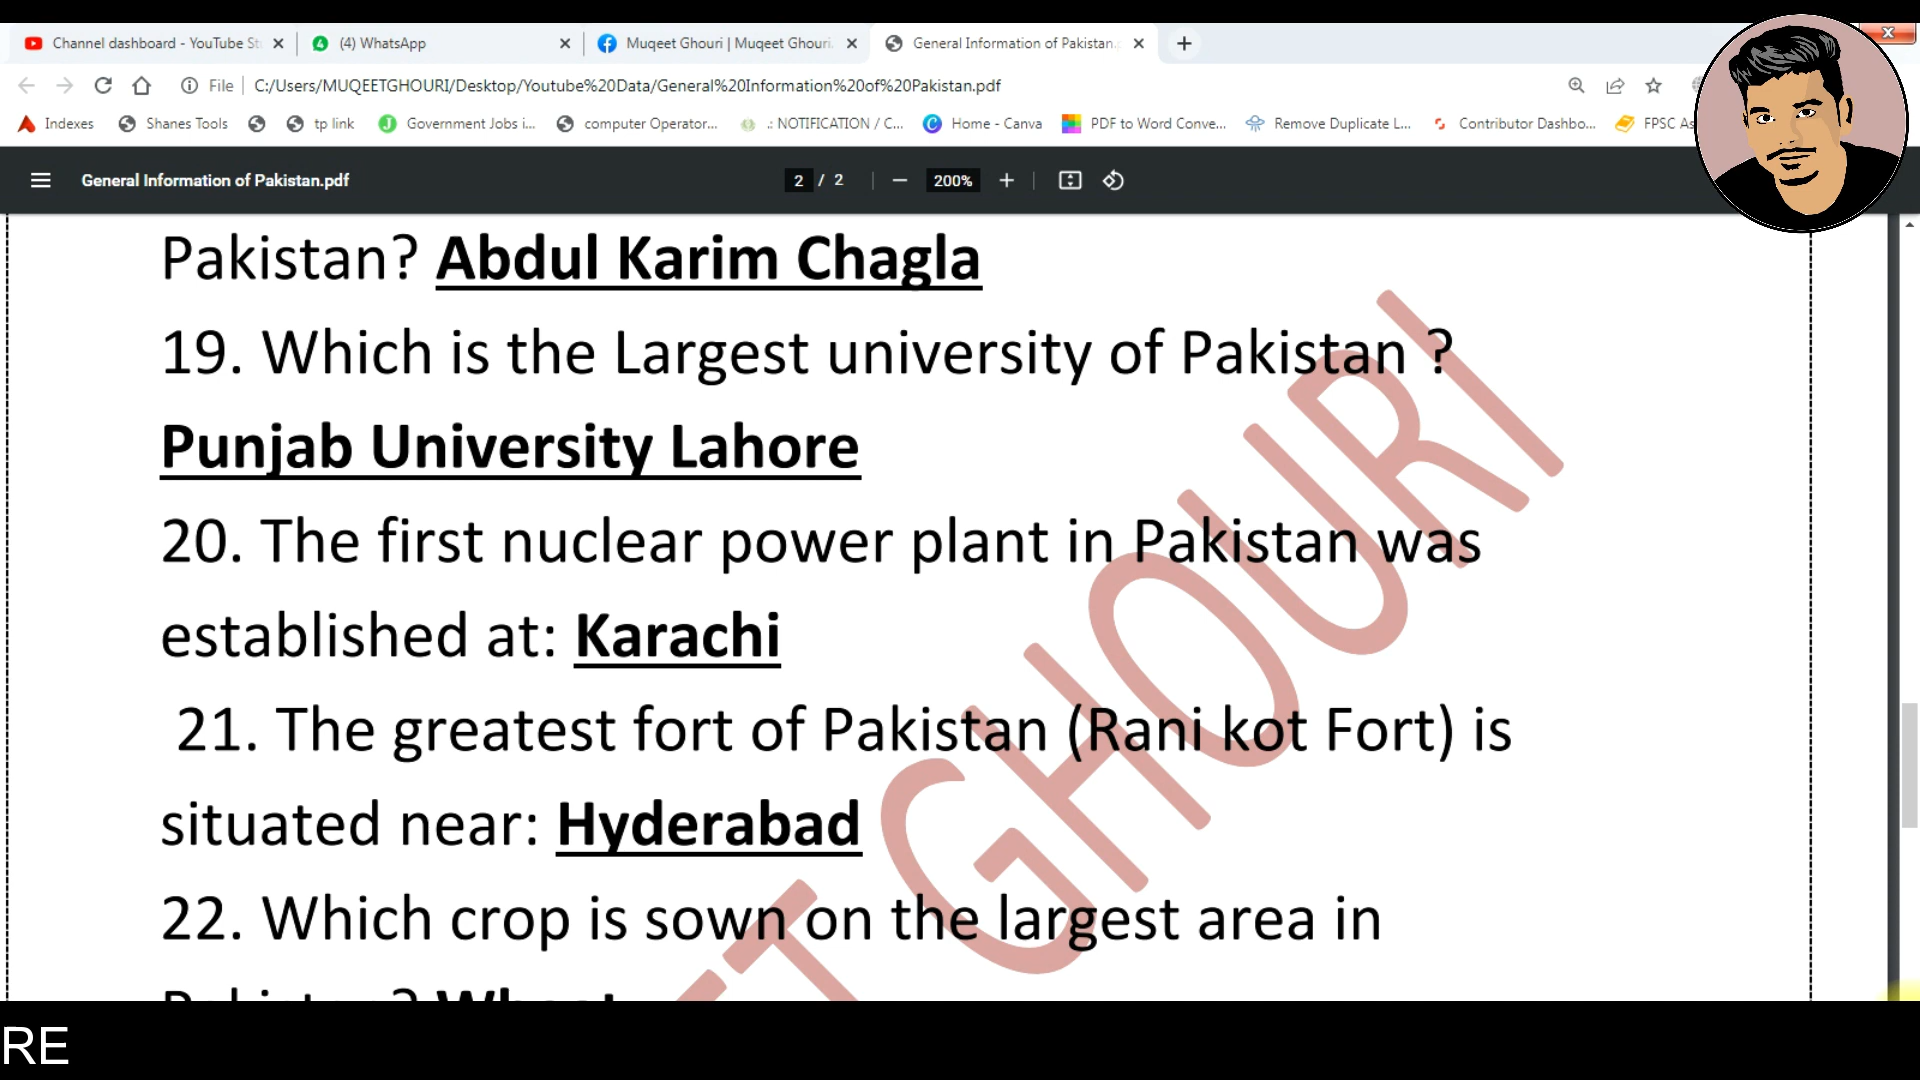 Channel dashboard - YouTube St
(4) WhatsApp
Muqeet Ghouri | Muqeet Ghouri.
General Information of Pakistan.
File | C:/Users/MUQEETGHOURI/Desktop/Youtube%20Data/General%20Information%20of%20Pakistan.pdf
Indexes
Shanes Tools
tp link
Government Jobs i...
computer Operator...
.: NOTIFICATION / C...
Home - Canva
PDF to Word Conve...
Remove Duplicate L...
Contributor Dashbo...
FPSC As
General Information of Pakistan.pdf
2 / 2
200%
Pakistan? Abdul Karim Chagla
19. Which is the Largest university of Pakistan ?
Punjab University Lahore
20. The first nuclear power plant in Pakistan was
established at: Karachi
21. The greatest fort of Pakistan (Rani kot Fort) is
situated near: Hyderabad
22. Which crop is sown on the largest area in
Pakistan? Wheat
GHOURI
RE